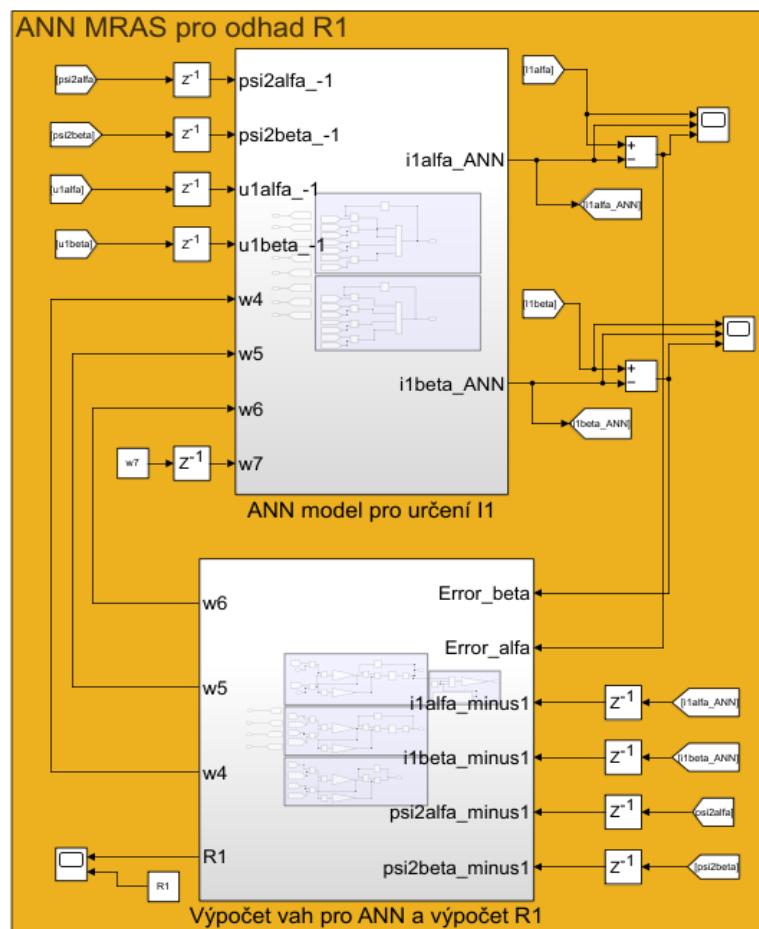 ANN MRAS pro odhad R1
[psi2alfa]
z-1
psi2alfa_-1
[psi2beta]
z-1
psi2beta_-1
[u1alfa]
z-1
u1alfa_-1
[u1beta]
z-1
u1beta_-1
w4
w5
w6
w7
Z-1
w7
i1alfa_ANN
i1beta_ANN
[I1alfa]
+
−
[i1alfa_ANN]
[I1beta]
+
−
[i1beta_ANN]
ANN model pro určení I1
w6
w5
w4
R1
R1
Error_beta
Error_alfa
i1alfa_minus1
Z-1
[i1alfa_ANN]
i1beta_minus1
Z-1
[i1beta_ANN]
psi2alfa_minus1
Z-1
[psi2alfa]
psi2beta_minus1
Z-1
[psi2beta]
Výpočet vah pro ANN a výpočet R1